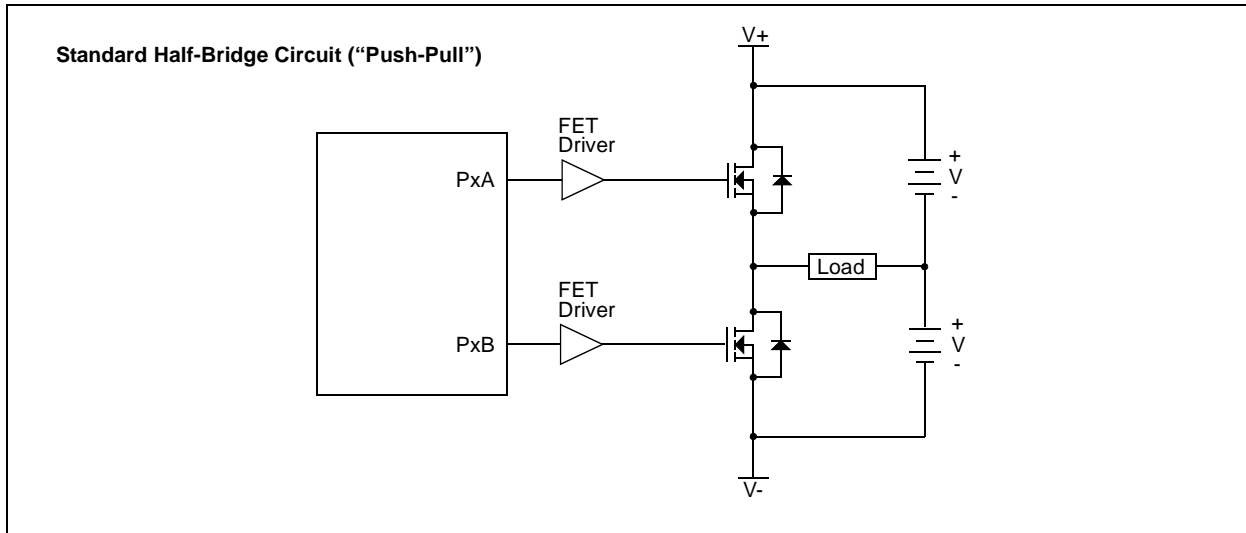 Standard Half-Bridge Circuit (“Push-Pull”)
V+
FET
Driver
PxA
+
V
-
Load
FET
Driver
PxB
+
V
-
V-